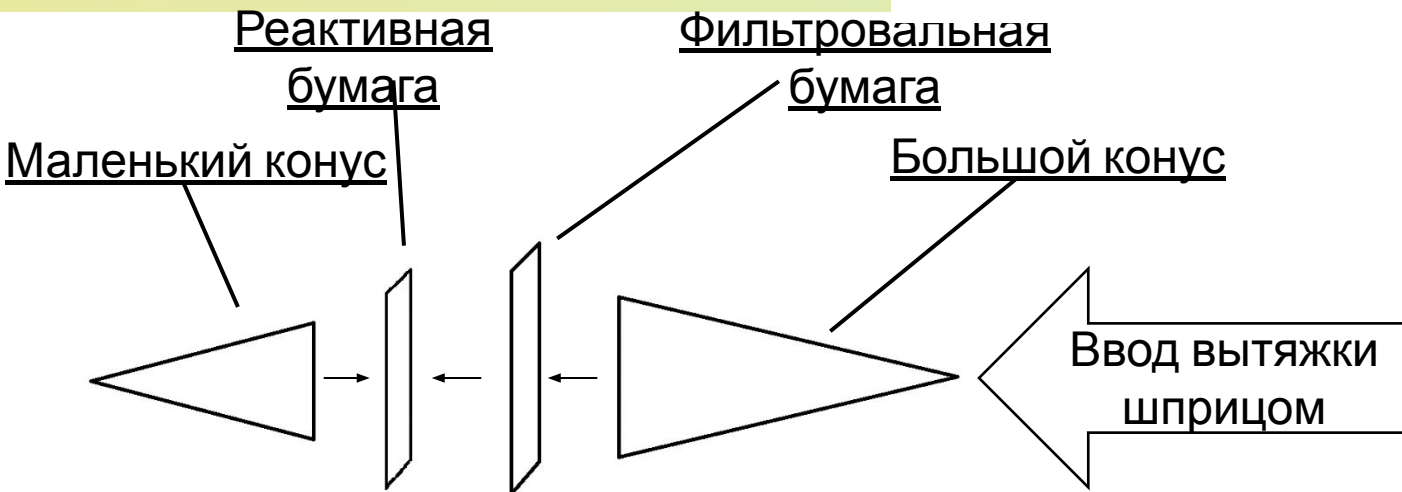 Реактивная
бумага
Фильтровальная
бумага
Маленький конус
Большой конус
Ввод вытяжки
шприцом